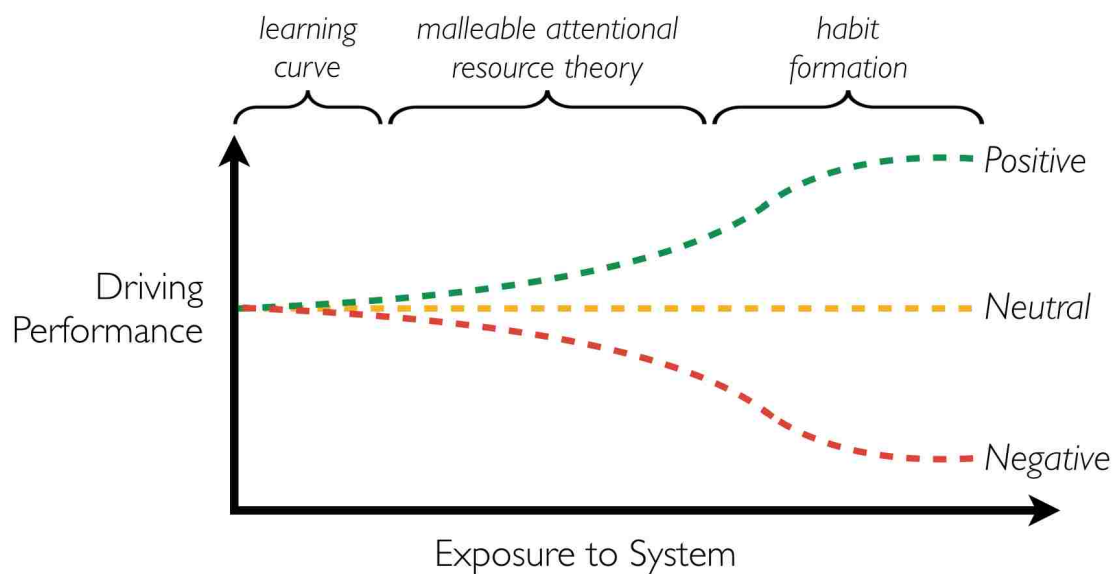 learning
curve
malleable attentional
resource theory
habit
formation
Positive
Driving
Performance
Neutral
Negative
Exposure to System